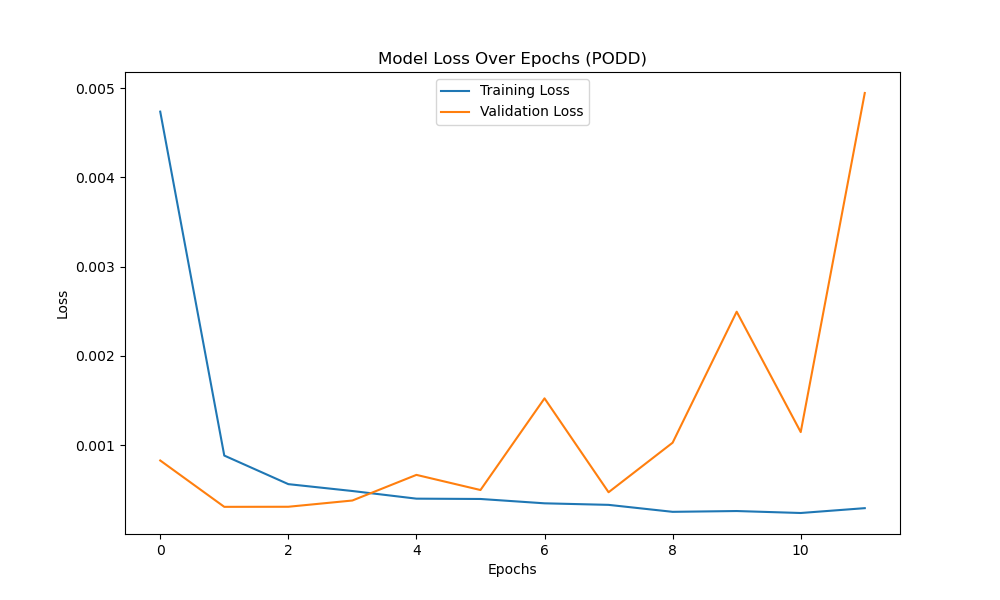 Model Loss Over Epochs (PODD)
Training Loss
Validation Loss
0.005
0.004
0.003
0.002
0.001
Loss
0 2 4 6 8 10
Epochs